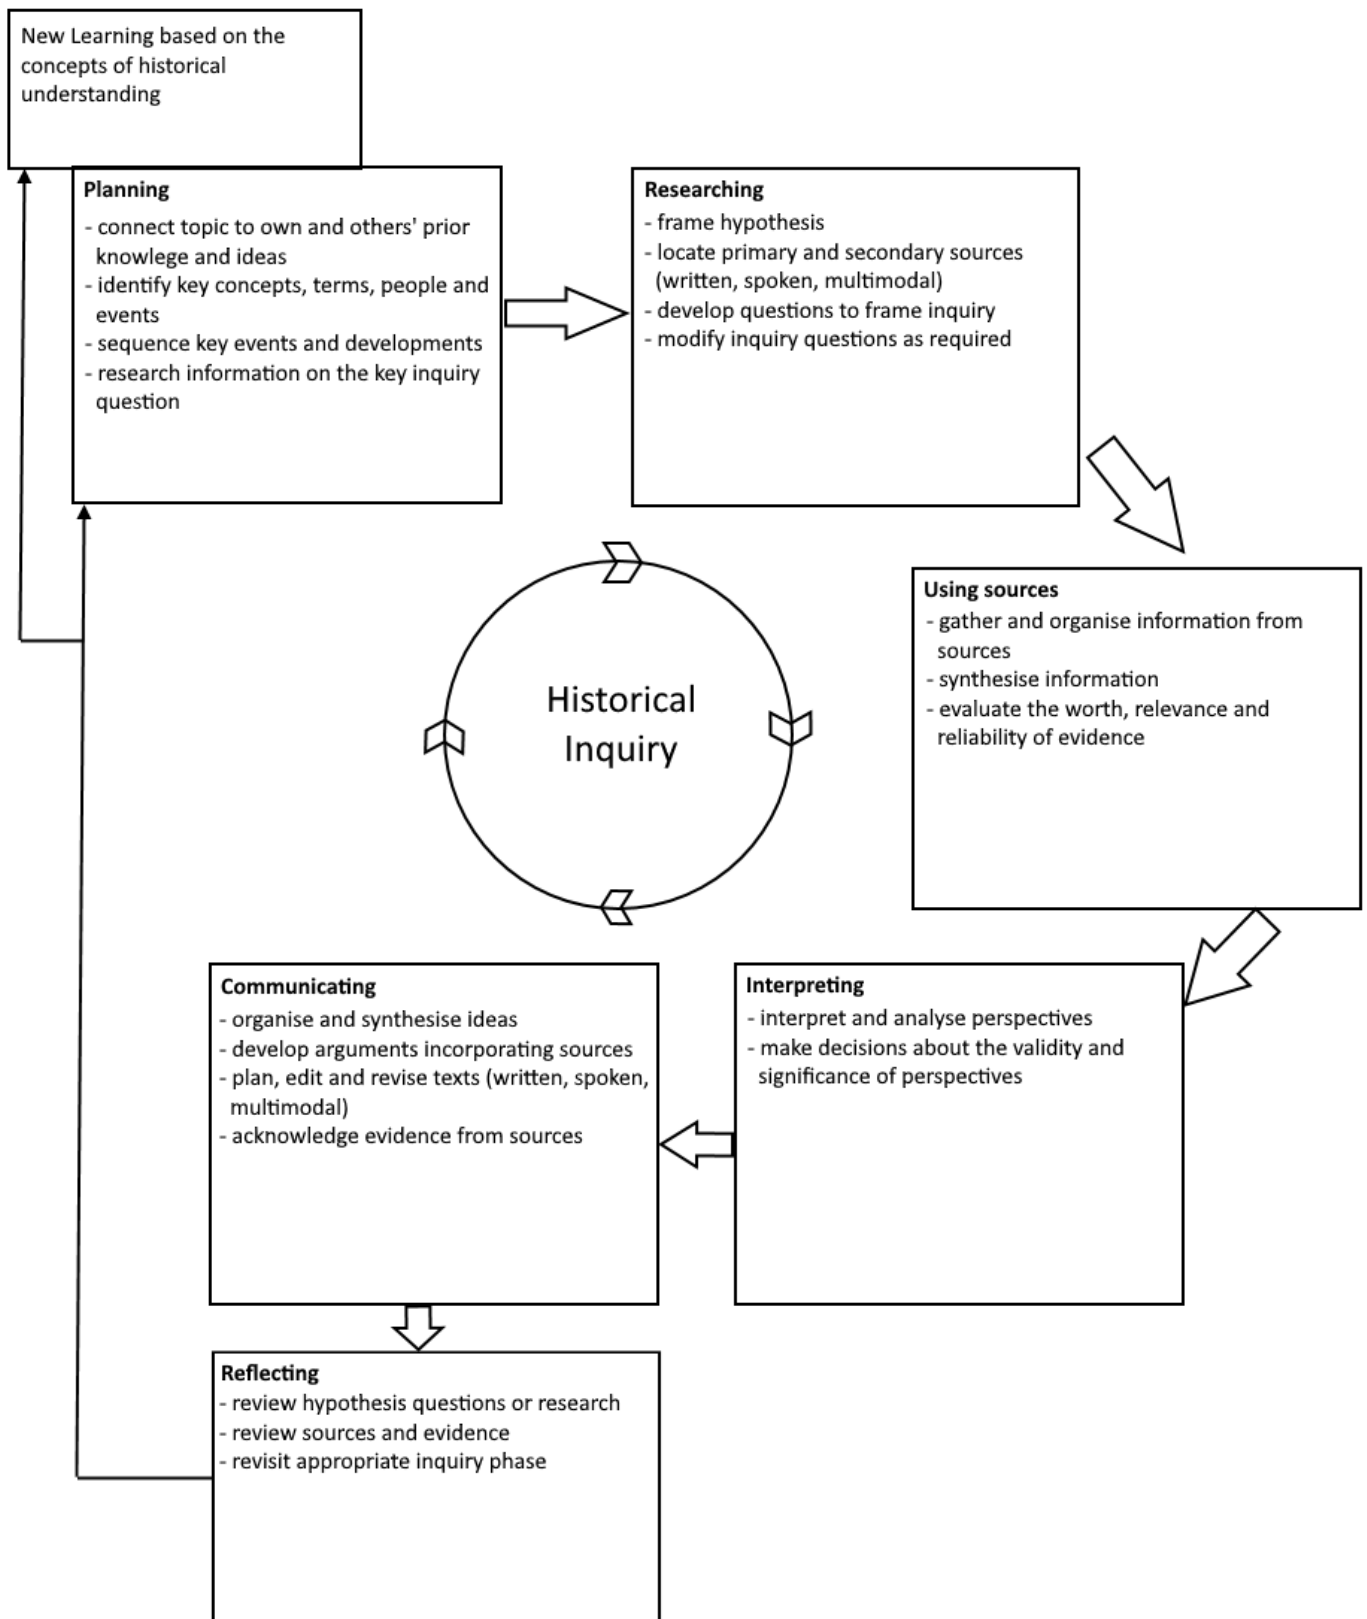 New Learning based on the
concepts of historical
understanding
Planning
- connect topic to own and others' prior
knowlege and ideas
- identify key concepts, terms, people and
events
- sequence key events and developments
- research information on the key inquiry
question
Researching
- frame hypothesis
- locate primary and secondary sources
(written, spoken, multimodal)
- develop questions to frame inquiry
- modify inquiry questions as required
Using sources
- gather and organise information from
sources
- synthesise information
- evaluate the worth, relevance and
reliability of evidence
Historical
Inquiry
Interpreting
- interpret and analyse perspectives
- make decisions about the validity and
significance of perspectives
Communicating
- organise and synthesise ideas
- develop arguments incorporating sources
- plan, edit and revise texts (written, spoken,
multimodal)
- acknowledge evidence from sources
Reflecting
- review hypothesis questions or research
- review sources and evidence
- revisit appropriate inquiry phase